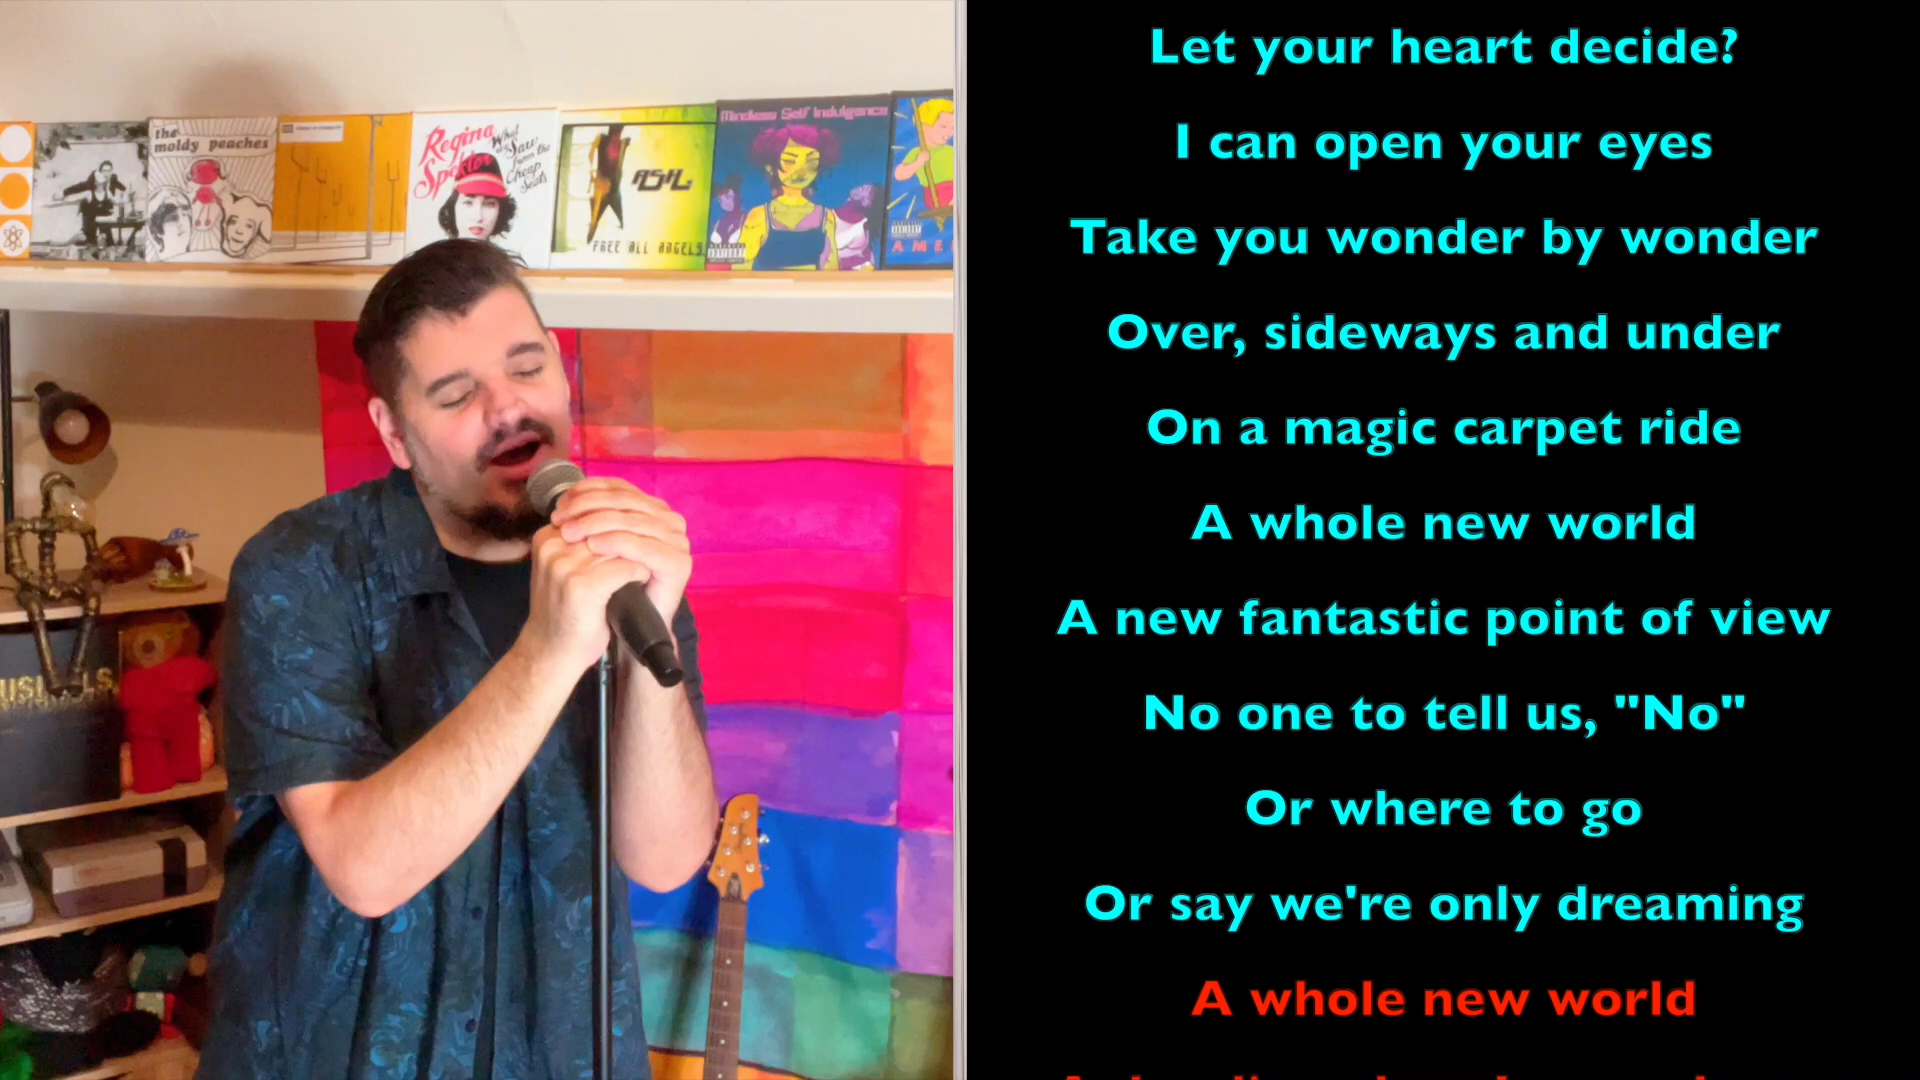 the
moldy peaches
Regina
Spektor
What
We Saw
from the
Cheap
Seats
ASH
FREE ALL ANGELS
Mindless Self Indulgence
AME
Let your heart decide?
I can open your eyes
Take you wonder by wonder
Over, sideways and under
On a magic carpet ride
A whole new world
A new fantastic point of view
No one to tell us, "No"
Or where to go
Or say we're only dreaming
A whole new world